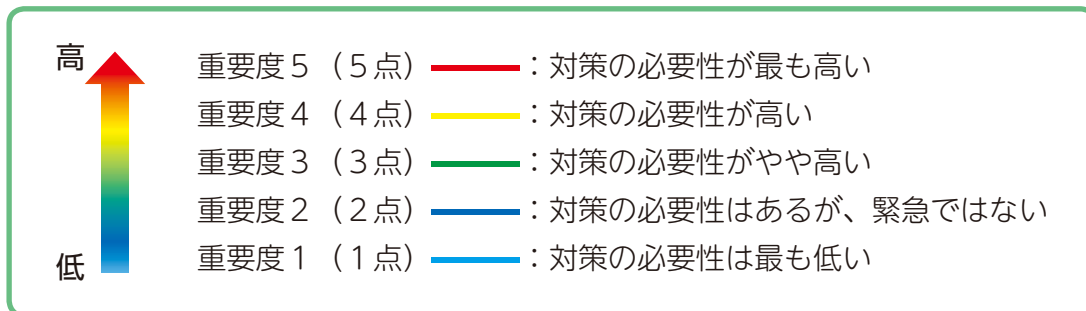 高
重要度５（５点） ：対策の必要性が最も高い
重要度４（４点） ：対策の必要性が高い
重要度３（３点） ：対策の必要性がやや高い
重要度２（２点） ：対策の必要性はあるが、緊急ではない
重要度１（１点） ：対策の必要性は最も低い
低